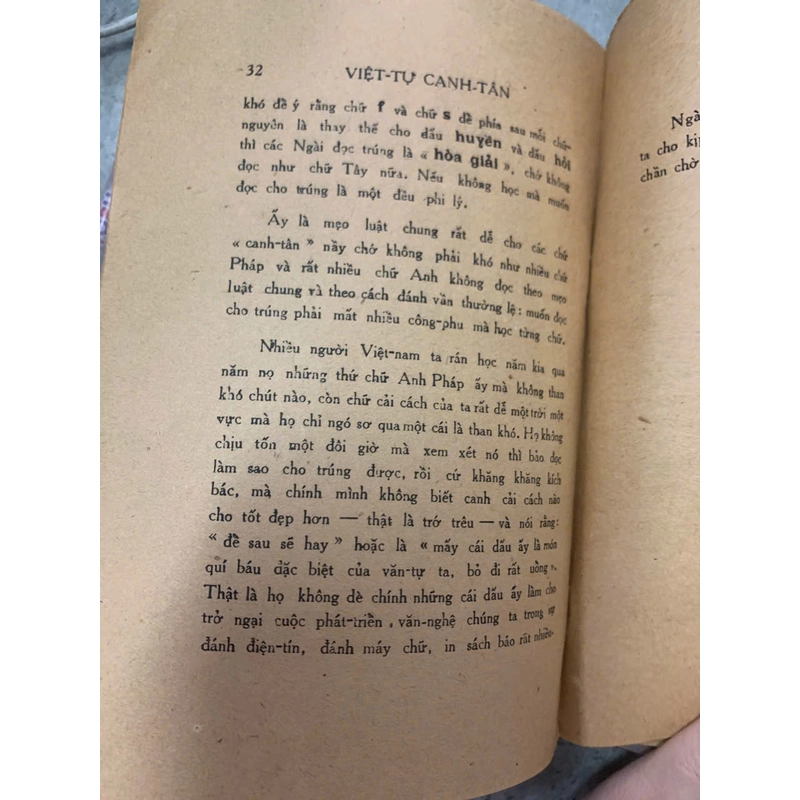 32 VIỆT-TỰ CANH-TÂN
khó để ý rằng chữ f và chữ s để phía sau mỗi chữ-
nguyên là thay thế cho dấu huyền và dấu hỏi
thì các Ngài đọc trúng là « hòa giải », chớ không
đọc như chữ Tây nữa. Nếu không học mà muốn
đọc cho trúng là một đều phi lý.
Ấy là mẹo luật chung rất dễ cho các chữ
« canh-tân » nầy chớ không phải khó như nhiều chữ
Pháp và rất nhiều chữ Anh không đọc theo mẹo
luật chung và theo cách đánh vần thường lệ: muốn đọc
cho trúng phải mất nhiều công-phu mà học từng chữ.
Nhiều người Việt-nam ta rán học năm kia qua
năm nọ những thứ chữ Anh Pháp ấy mà không than
khó chút nào, còn chữ cải cách của ta rất dễ một trời một
vực mà họ chỉ ngó sơ qua một cái là than khó. Họ không
chịu tốn một đôi giờ mà xem xét nó thì bảo đọc
làm sao cho trúng được, rồi cứ khăng khăng kích
bác, mà chính mình không biết canh cải cách nào
cho tốt đẹp hơn — thật là trớ trêu — và nói rằng:
“ để sau sẽ hay ” hoặc là “ mấy cái dấu ấy là món
quí báu đặc biệt của văn-tự ta, bỏ đi rất uổng ».
Thật là họ không dè chính những cái dấu ấy làm cho
trở ngại cuộc phát-triển văn-nghệ chúng ta trong sự
đánh điện-tín, đánh máy chữ, in sách báo rất nhiều.
Ngà
ta cho kịp
chần chờ